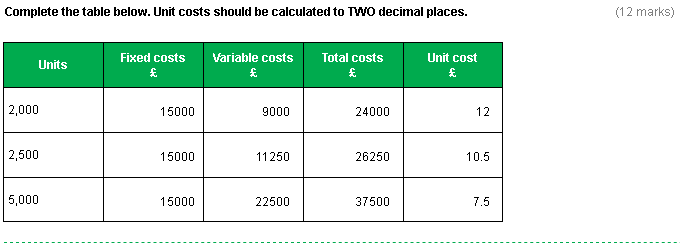 Complete the table below. Unit costs should be calculated to TWO decimal places. (12 marks)
Units Fixed costs £ Variable costs £ Total costs £ Unit cost £
2,000 15000 9000 24000 12
2,500 15000 11250 26250 10.5
5,000 15000 22500 37500 7.5